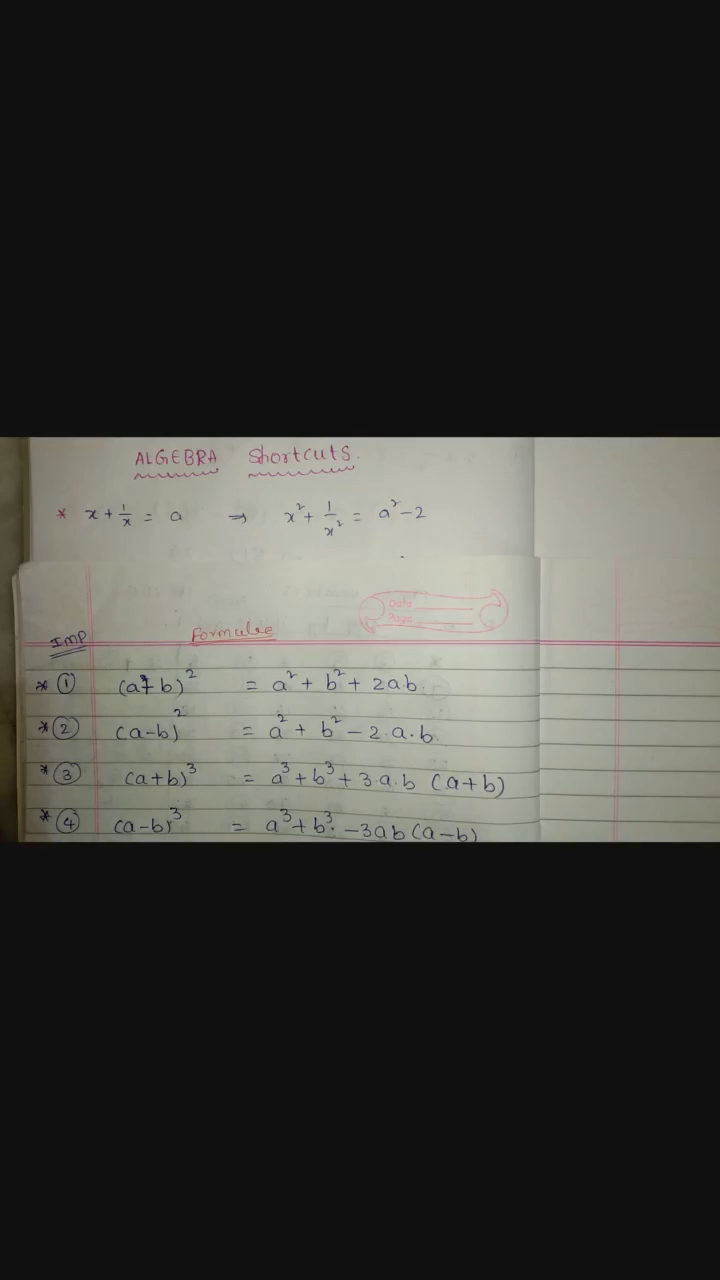 ALGEBRA Shortcuts.
* x + 1/x = a ⇒ x² + 1/x² = a² - 2
Date
Page
IMP Formulae
* ① (a+b)² = a² + b² + 2a.b.
* ② (a-b)² = a² + b² - 2.a.b.
* ③ (a+b)³ = a³ + b³ + 3.a.b (a+b)
* ④ (a-b)³ = a³ + b³. - 3ab(a-b)